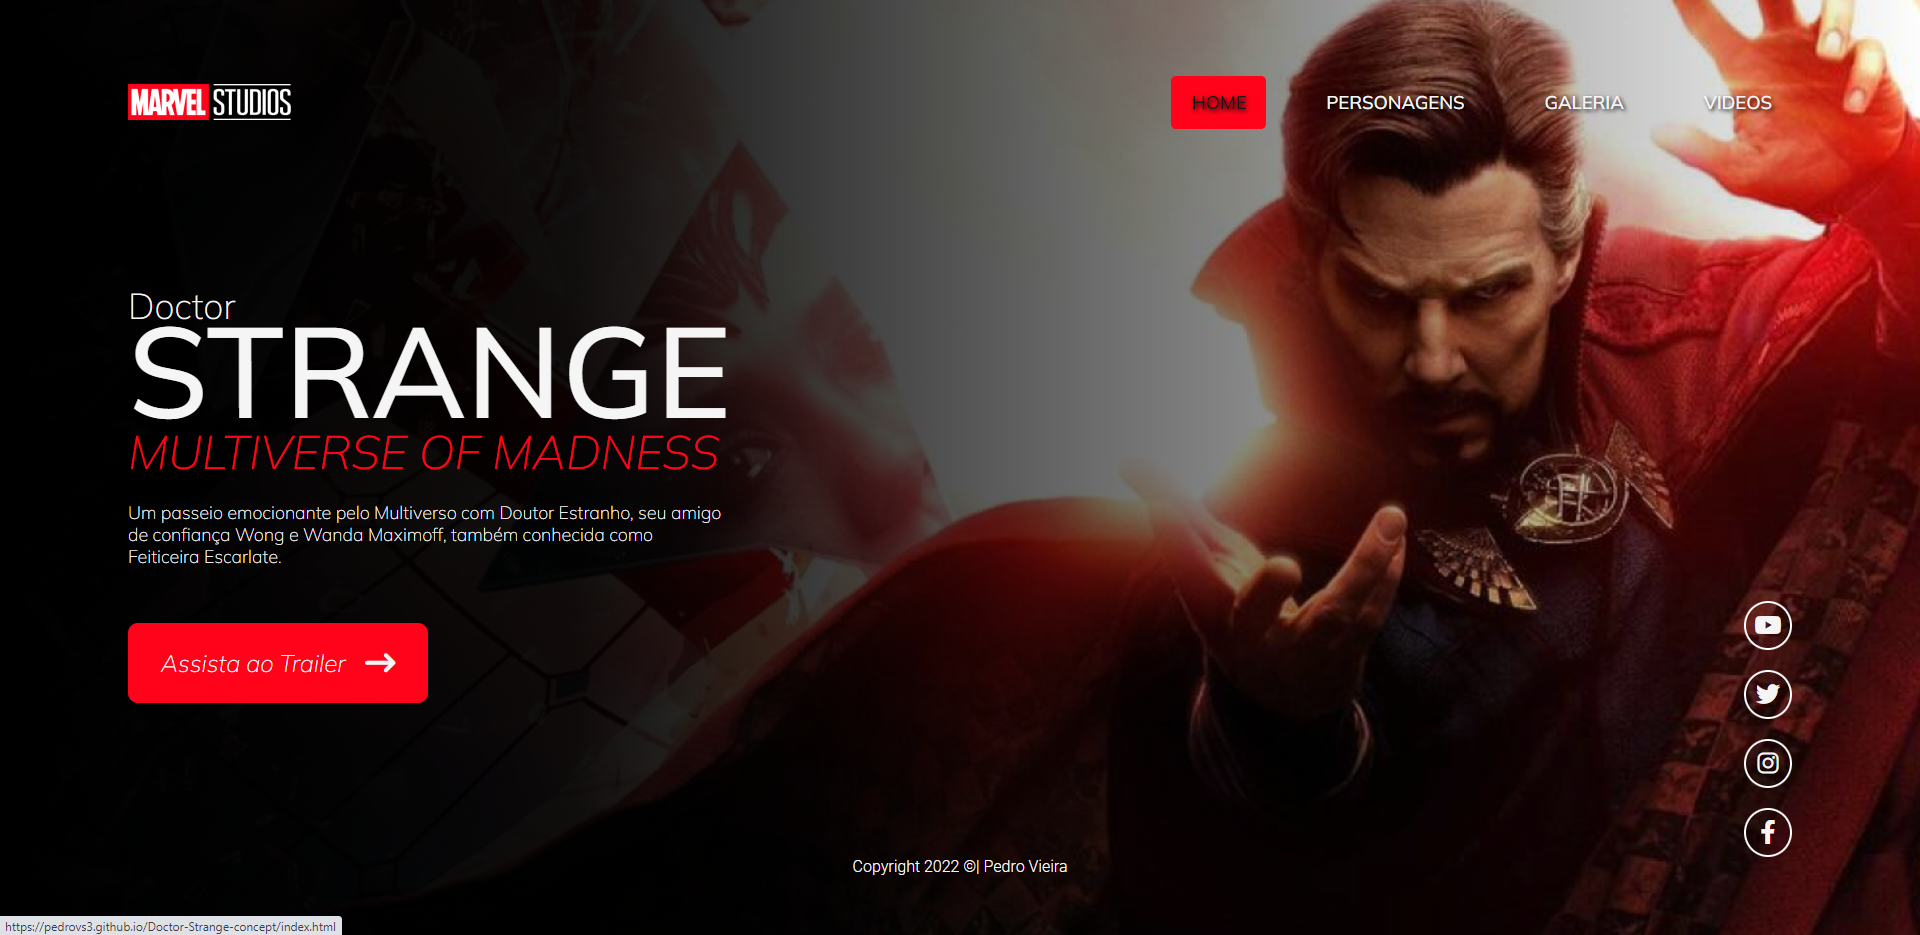 MARVEL STUDIOS
HOME PERSONAGENS GALERIA VIDEOS
Doctor
STRANGE
MULTIVERSE OF MADNESS
Um passeio emocionante pelo Multiverso com Doutor Estranho, seu amigo
de confiança Wong e Wanda Maximoff, também conhecida como
Feiticeira Escarlate.
Assista ao Trailer
Copyright 2022 ©| Pedro Vieira
https://pedrovs3.github.io/Doctor-Strange-concept/index.html